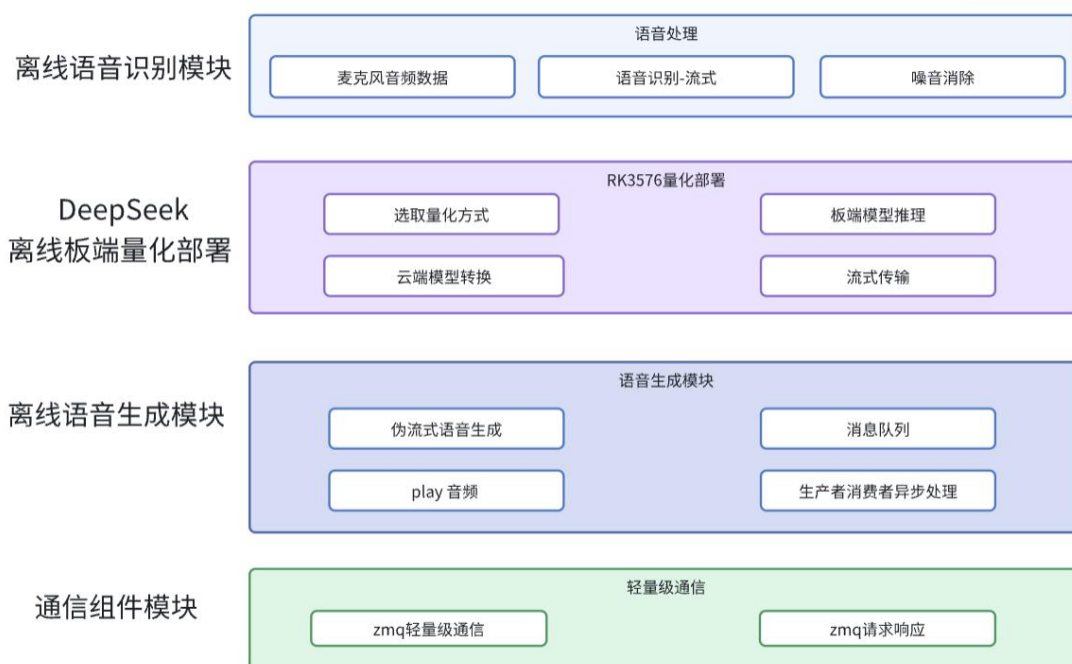 离线语音识别模块
语音处理
麦克风音频数据
语音识别-流式
噪音消除
DeepSeek
离线板端量化部署
RK3576量化部署
选取量化方式
板端模型推理
云端模型转换
流式传输
离线语音生成模块
语音生成模块
伪流式语音生成
消息队列
play 音频
生产者消费者异步处理
通信组件模块
轻量级通信
zmq轻量级通信
zmq请求响应